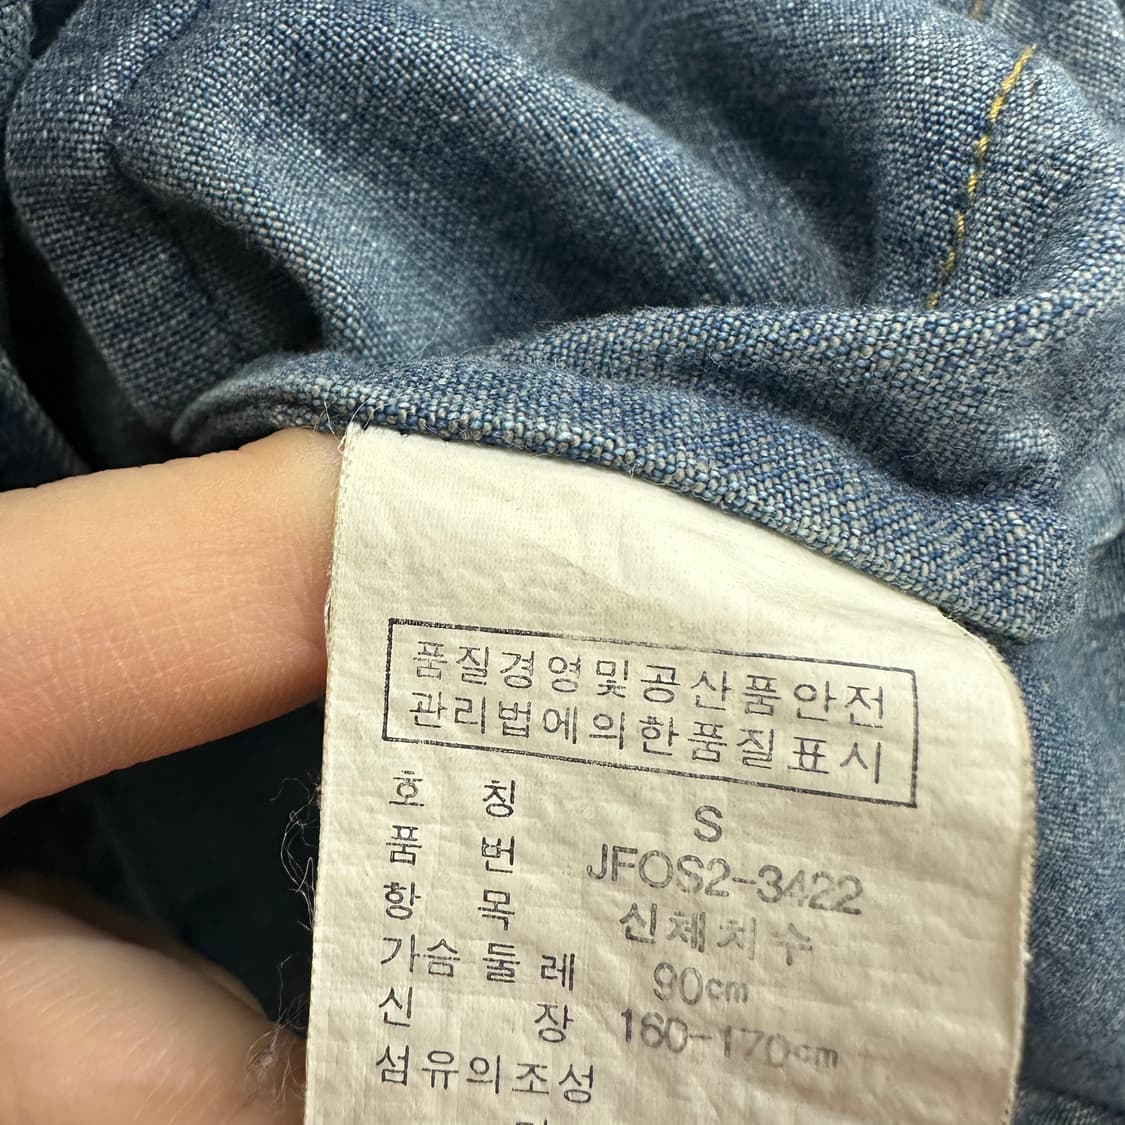 품질경영및공산품안전
관리법에의한품질표시
호 칭 S
품 번 JFOS2-3422
항 목 신체치수
가슴둘레 90cm
신 장 160-170cm
섬유의조성